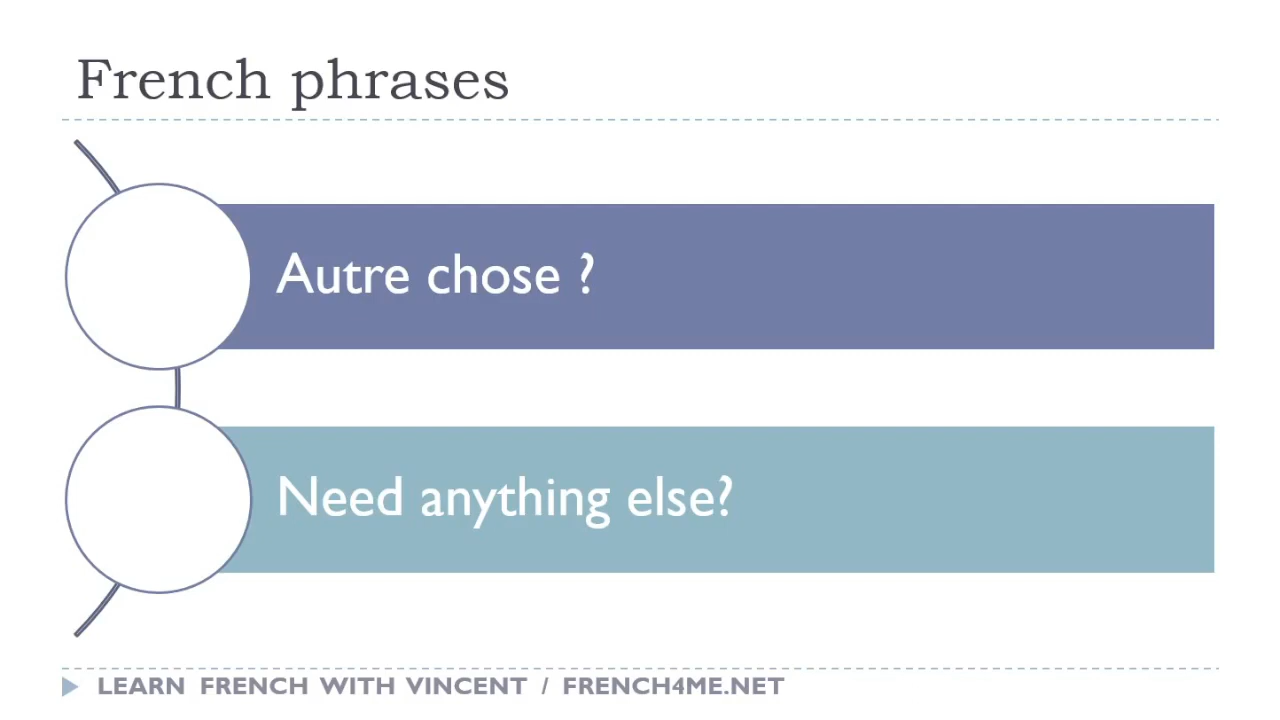 French phrases
Autre chose ?
Need anything else?
LEARN FRENCH WITH VINCENT / FRENCH4ME.NET